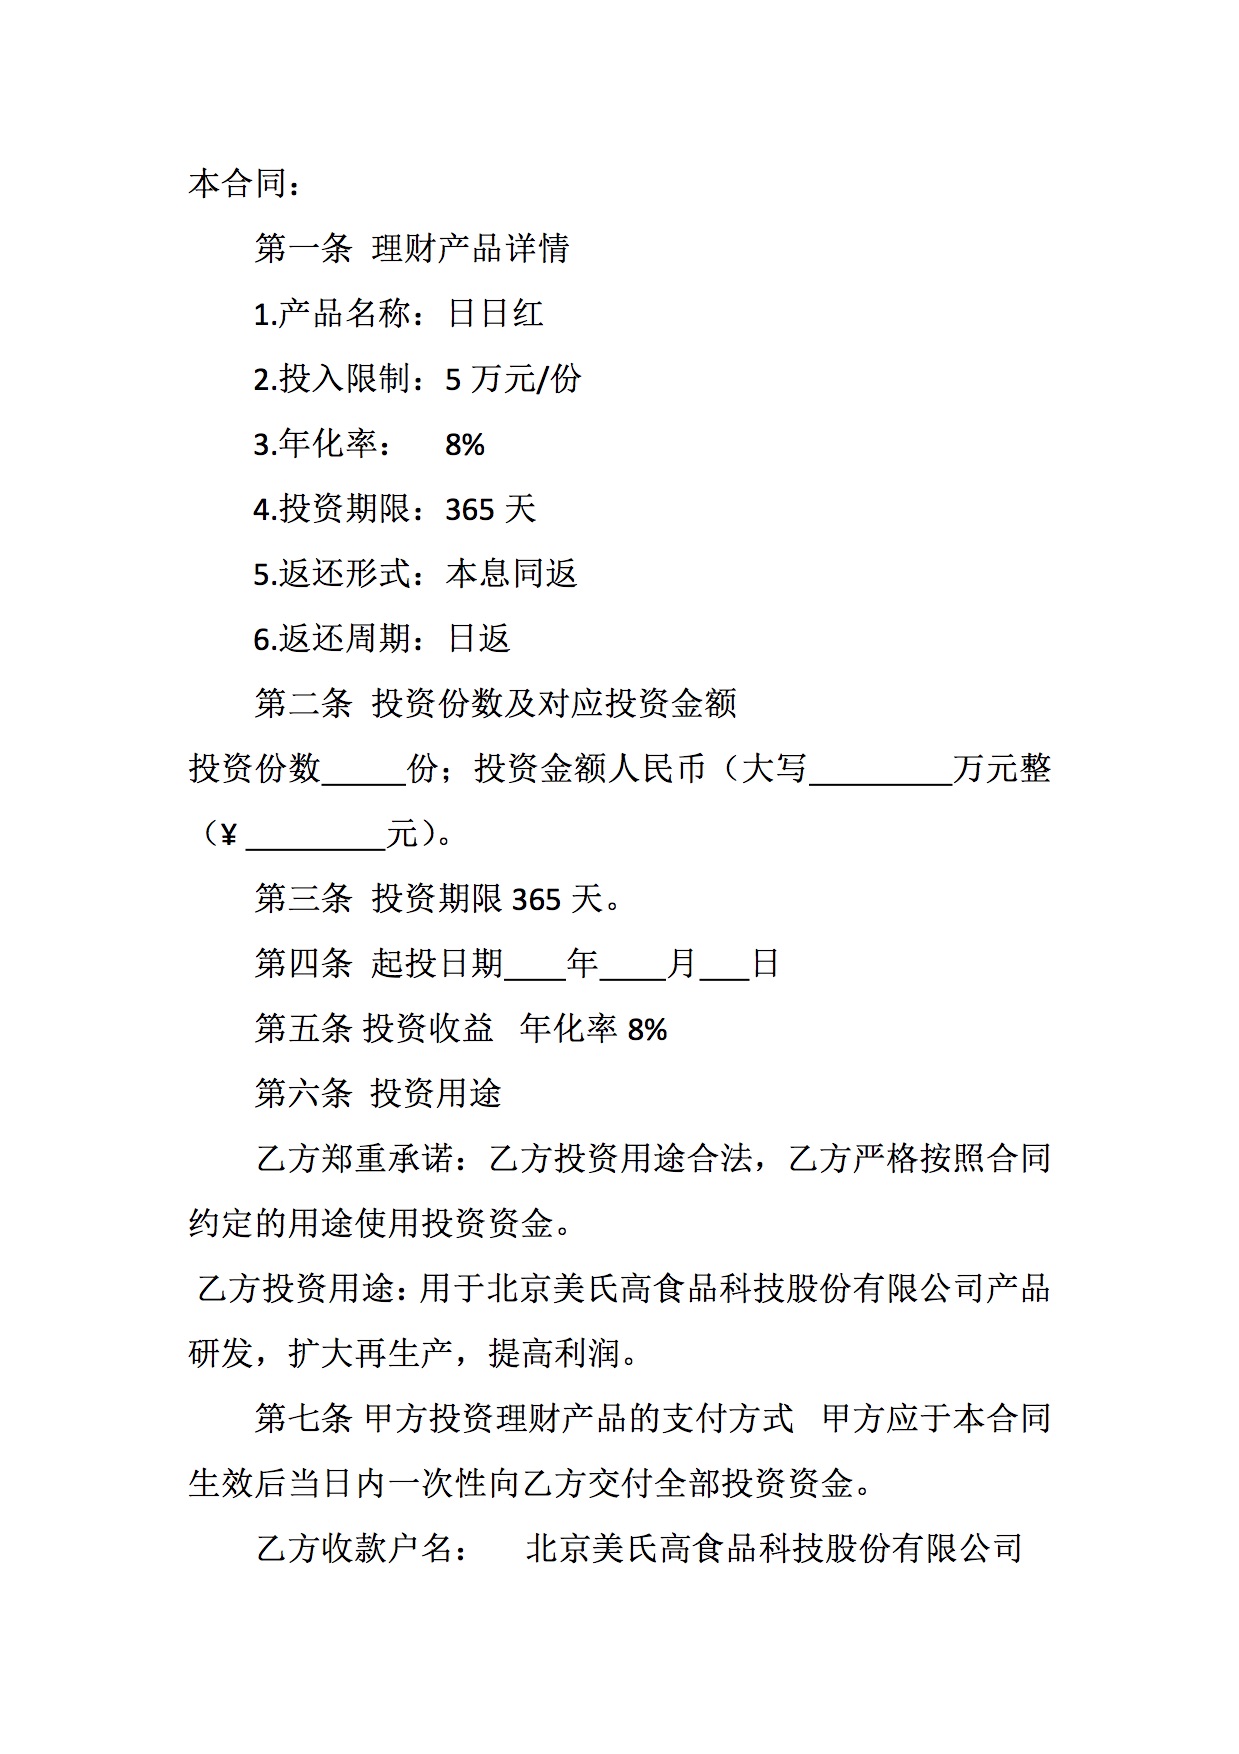 本合同：
第一条 理财产品详情
1.产品名称：日日红
2.投入限制：5 万元/份
3.年化率： 8%
4.投资期限：365 天
5.返还形式：本息同返
6.返还周期：日返
第二条 投资份数及对应投资金额
投资份数_____份；投资金额人民币（大写_________万元整
（¥ _________元）。
第三条 投资期限 365 天。
第四条 起投日期____年____月___日
第五条 投资收益 年化率 8%
第六条 投资用途
乙方郑重承诺：乙方投资用途合法，乙方严格按照合同
约定的用途使用投资资金。
乙方投资用途：用于北京美氏高食品科技股份有限公司产品
研发，扩大再生产，提高利润。
第七条 甲方投资理财产品的支付方式 甲方应于本合同
生效后当日内一次性向乙方交付全部投资资金。
乙方收款户名： 北京美氏高食品科技股份有限公司